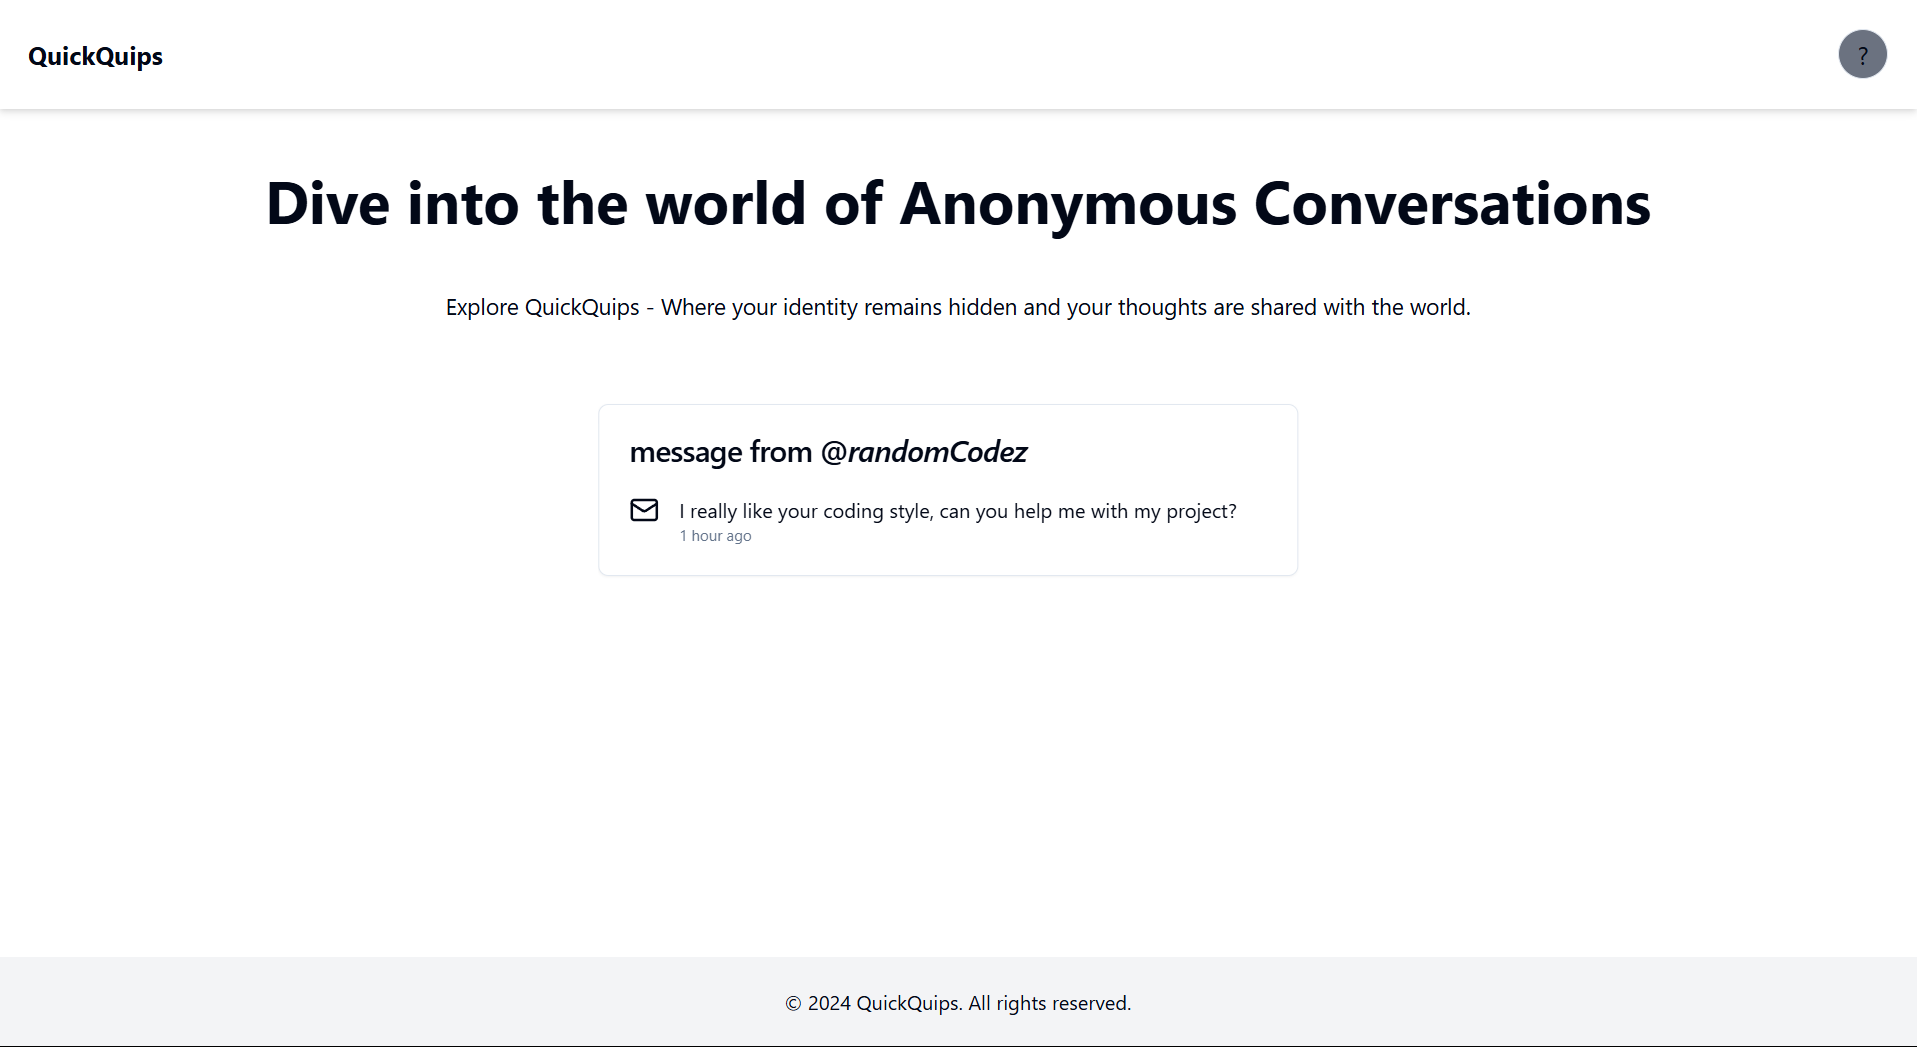 QuickQuips
?
Dive into the world of Anonymous Conversations
Explore QuickQuips - Where your identity remains hidden and your thoughts are shared with the world.
message from @randomCodez
I really like your coding style, can you help me with my project?
1 hour ago
© 2024 QuickQuips. All rights reserved.